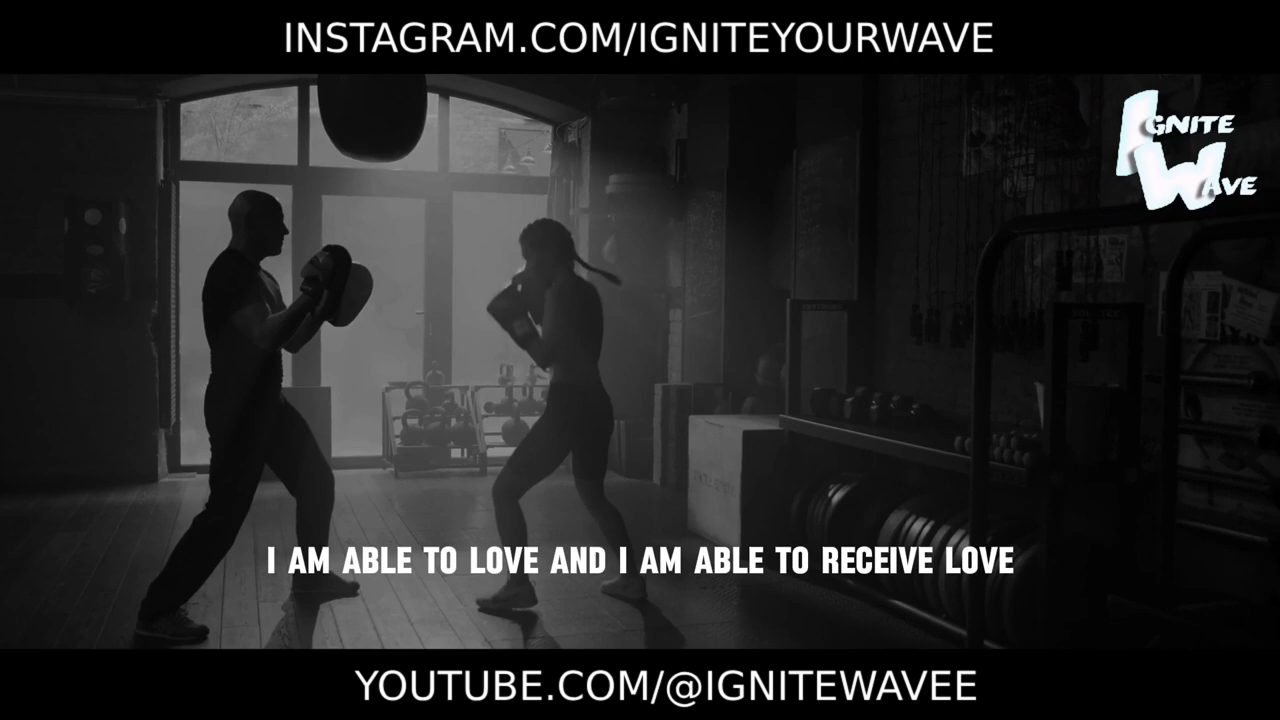 INSTAGRAM.COM/IGNITEYOURWAVE
IGNITE
WAVE
I AM ABLE TO LOVE AND I AM ABLE TO RECEIVE LOVE
YOUTUBE.COM/@IGNITEWAVEE